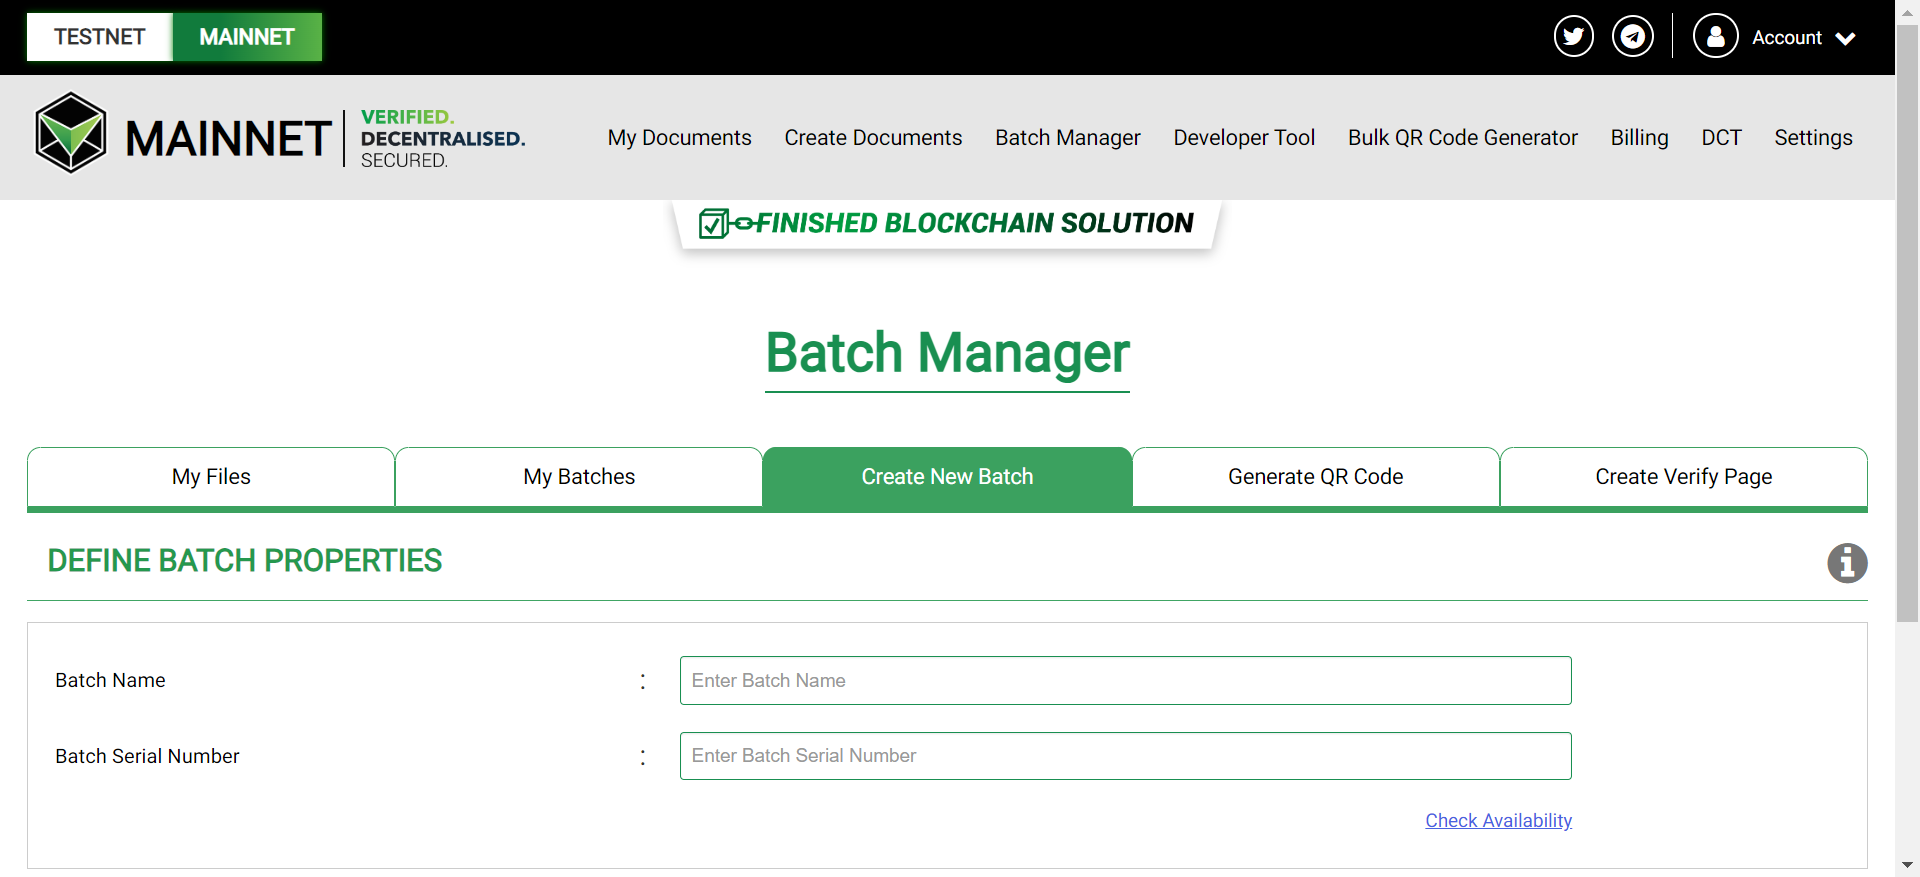 TESTNET MAINNET Account
MAINNET
VERIFIED.
DECENTRALISED.
SECURED.
My Documents Create Documents Batch Manager Developer Tool Bulk QR Code Generator Billing DCT Settings
FINISHED BLOCKCHAIN SOLUTION
Batch Manager
My Files My Batches Create New Batch Generate QR Code Create Verify Page
DEFINE BATCH PROPERTIES
Batch Name : Enter Batch Name
Batch Serial Number : Enter Batch Serial Number
Check Availability